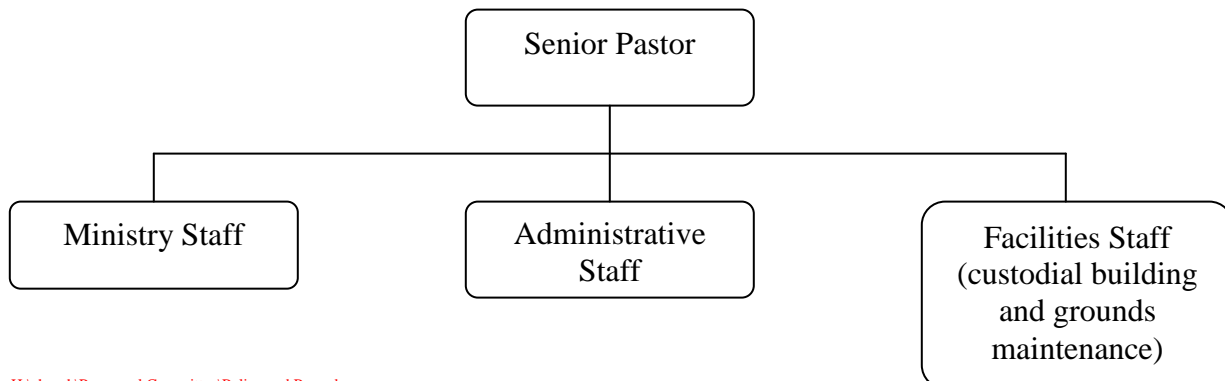 Senior Pastor
Ministry Staff
Administrative
Staff
Facilities Staff
(custodial building
and grounds
maintenance)